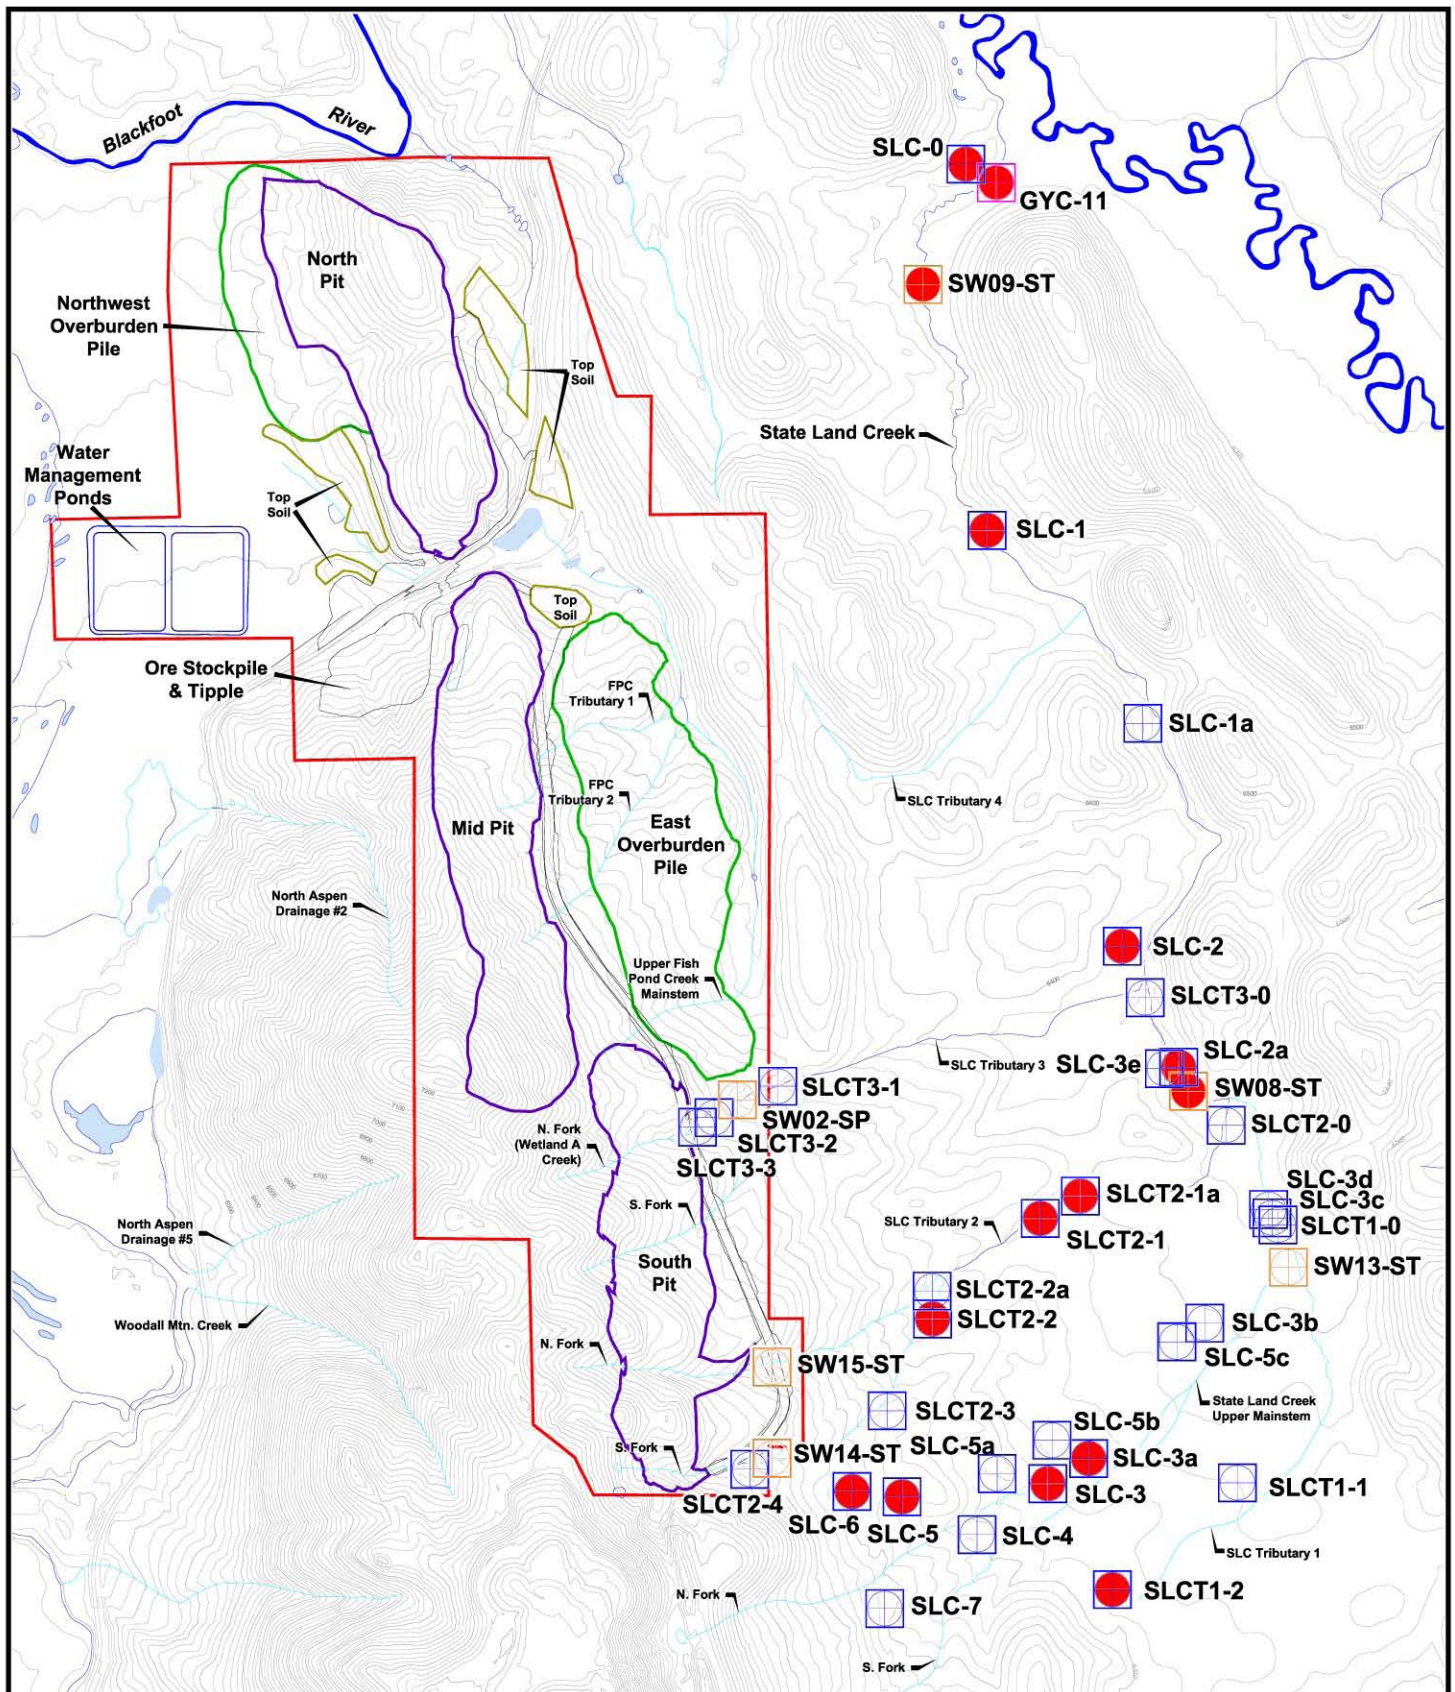 Blackfoot
River
SLC-0
GYC-11
North
Pit
SW09-ST
Northwest
Overburden
Pile
Top
Soil
State Land Creek
Water
Management
Ponds
Top
Soil
SLC-1
Top
Soil
Ore Stockpile
& Tipple
FPC
Tributary 1
SLC-1a
FPC
Tributary 2
SLC Tributary 4
Mid Pit
East
Overburden
Pile
North Aspen
Drainage #2
SLC-2
Upper Fish
Pond Creek
Mainstem
SLCT3-0
SLC-2a
SLC-3e
SLC Tributary 3
SLCT3-1
SW08-ST
SW02-SP
SLCT2-0
SLCT3-2
N. Fork
(Wetland A
Creek)
SLCT3-3
SLC-3d
SLCT2-1a
SLC-3c
S. Fork
SLCT1-0
North Aspen
Drainage #5
SLC Tributary 2
SLCT2-1
South
Pit
SW13-ST
SLCT2-2a
Woodall Mtn. Creek
SLCT2-2
SLC-3b
N. Fork
SLC-5c
SW15-ST
State Land Creek
Upper Mainstem
SLCT2-3
SLC-5b
S. Fork
SW14-ST
SLC-5a
SLC-3a
SLCT1-1
SLC-3
SLCT2-4
SLC-6
SLC-5
SLC-4
SLC Tributary 1
SLCT1-2
N. Fork
SLC-7
S. Fork